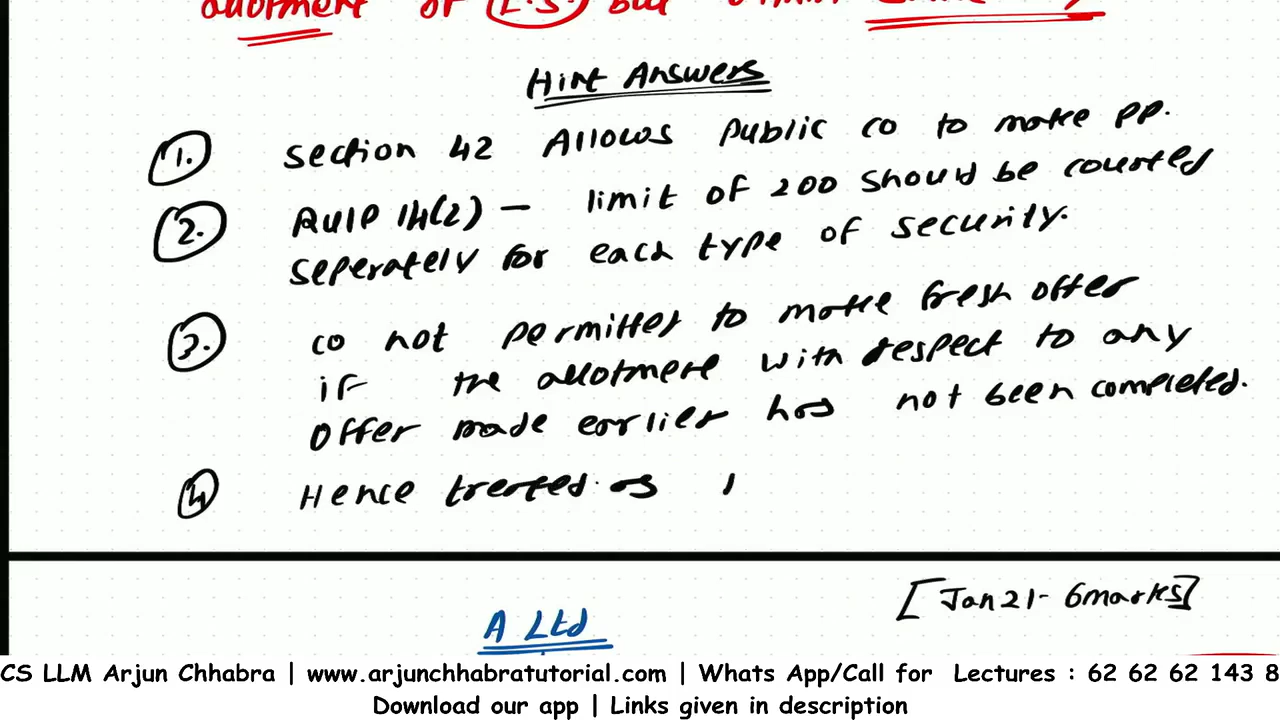 allotment of E.S. but
Hint Answers
1. Section 42 Allows public co to make pp.
2. Rule 14(2) - limit of 200 should be counted
seperately for each type of security.
3. co not permitted to make fresh offer
if the allotment with respect to any
offer made earlier has not been completed.
4 Hence treated as
[Jan 21 - 6 marks]
A Ltd
CS LLM Arjun Chhabra | www.arjunchhabratutorial.com | Whats App/Call for Lectures : 62 62 62 143 8
Download our app | Links given in description